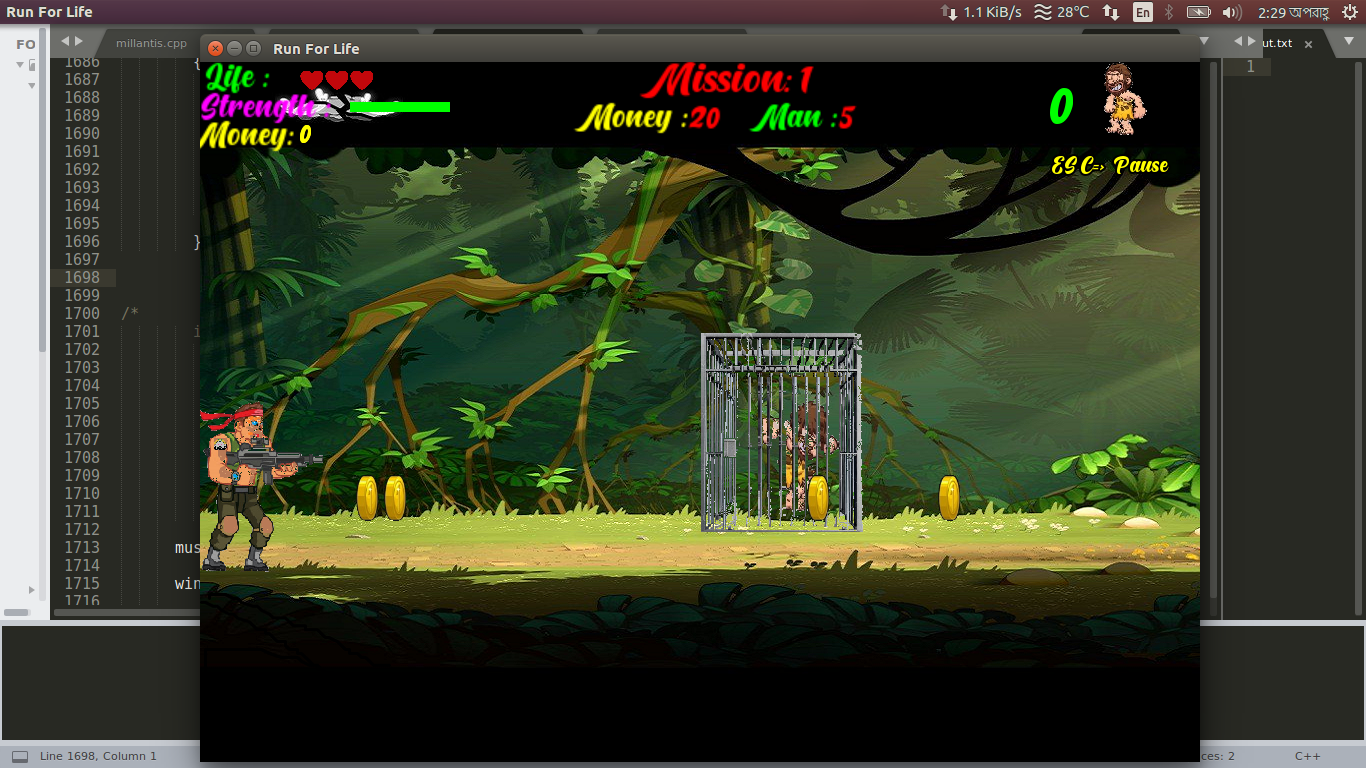 Run For Life
1.1 KiB/s 28°C En 2:29 অপরাহ্ণ
FO
millantis.cpp
Run For Life
ut.txt
1
1686 {
1687
1688
1689
1690
1691
1692
1693
1694
1695
1696 }
1697
1698
1699
1700 /*
1701 i
1702
1703
1704
1705
1706
1707
1708
1709
1710
1711
1712
1713 mus
1714
1715 win
1716
Life :
Strength :
Money: 0
Mission: 1
Money :20 Man :5
0
ESC=> Pause
Line 1698, Column 1
ces: 2
C++